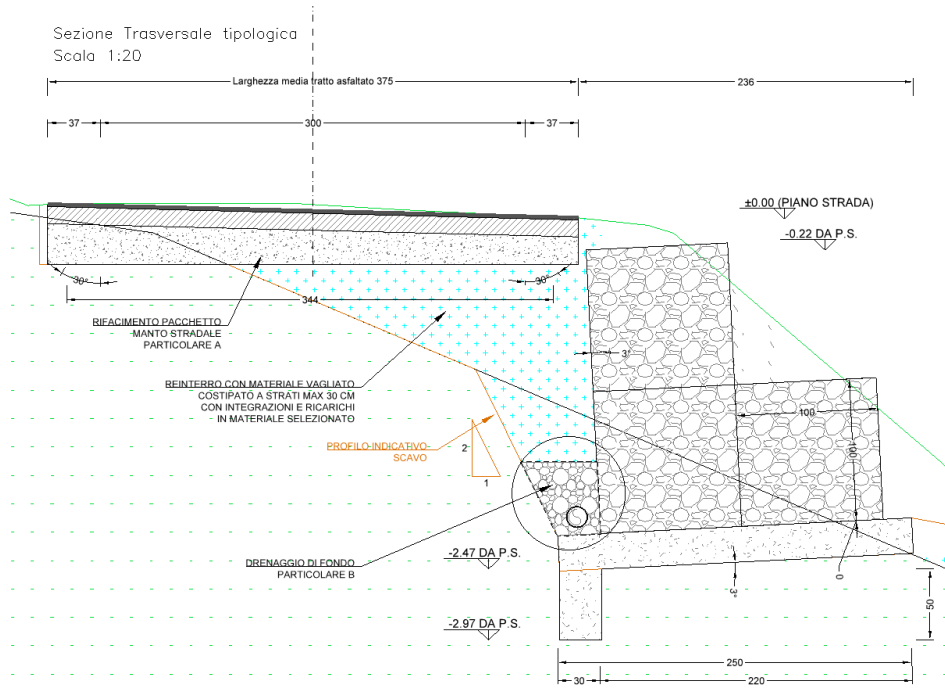 Sezione Trasversale tipologica
Scala 1:20
Larghezza media tratto asfaltato 375
236
37
300
37
±0.00 (PIANO STRADA)
-0.22 DA P.S.
30°
30°
344
RIFACIMENTO PACCHETTO
MANTO STRADALE
PARTICOLARE A
3°
REINTERRO CON MATERIALE VAGLIATO
COSTIPATO A STRATI MAX 30 CM
CON INTEGRAZIONI E RICARICHI
IN MATERIALE SELEZIONATO
100
100
PROFILO INDICATIVO
SCAVO
2
1
DRENAGGIO DI FONDO
PARTICOLARE B
-2.47 DA P.S.
3°
0
50
-2.97 DA P.S.
250
30
220